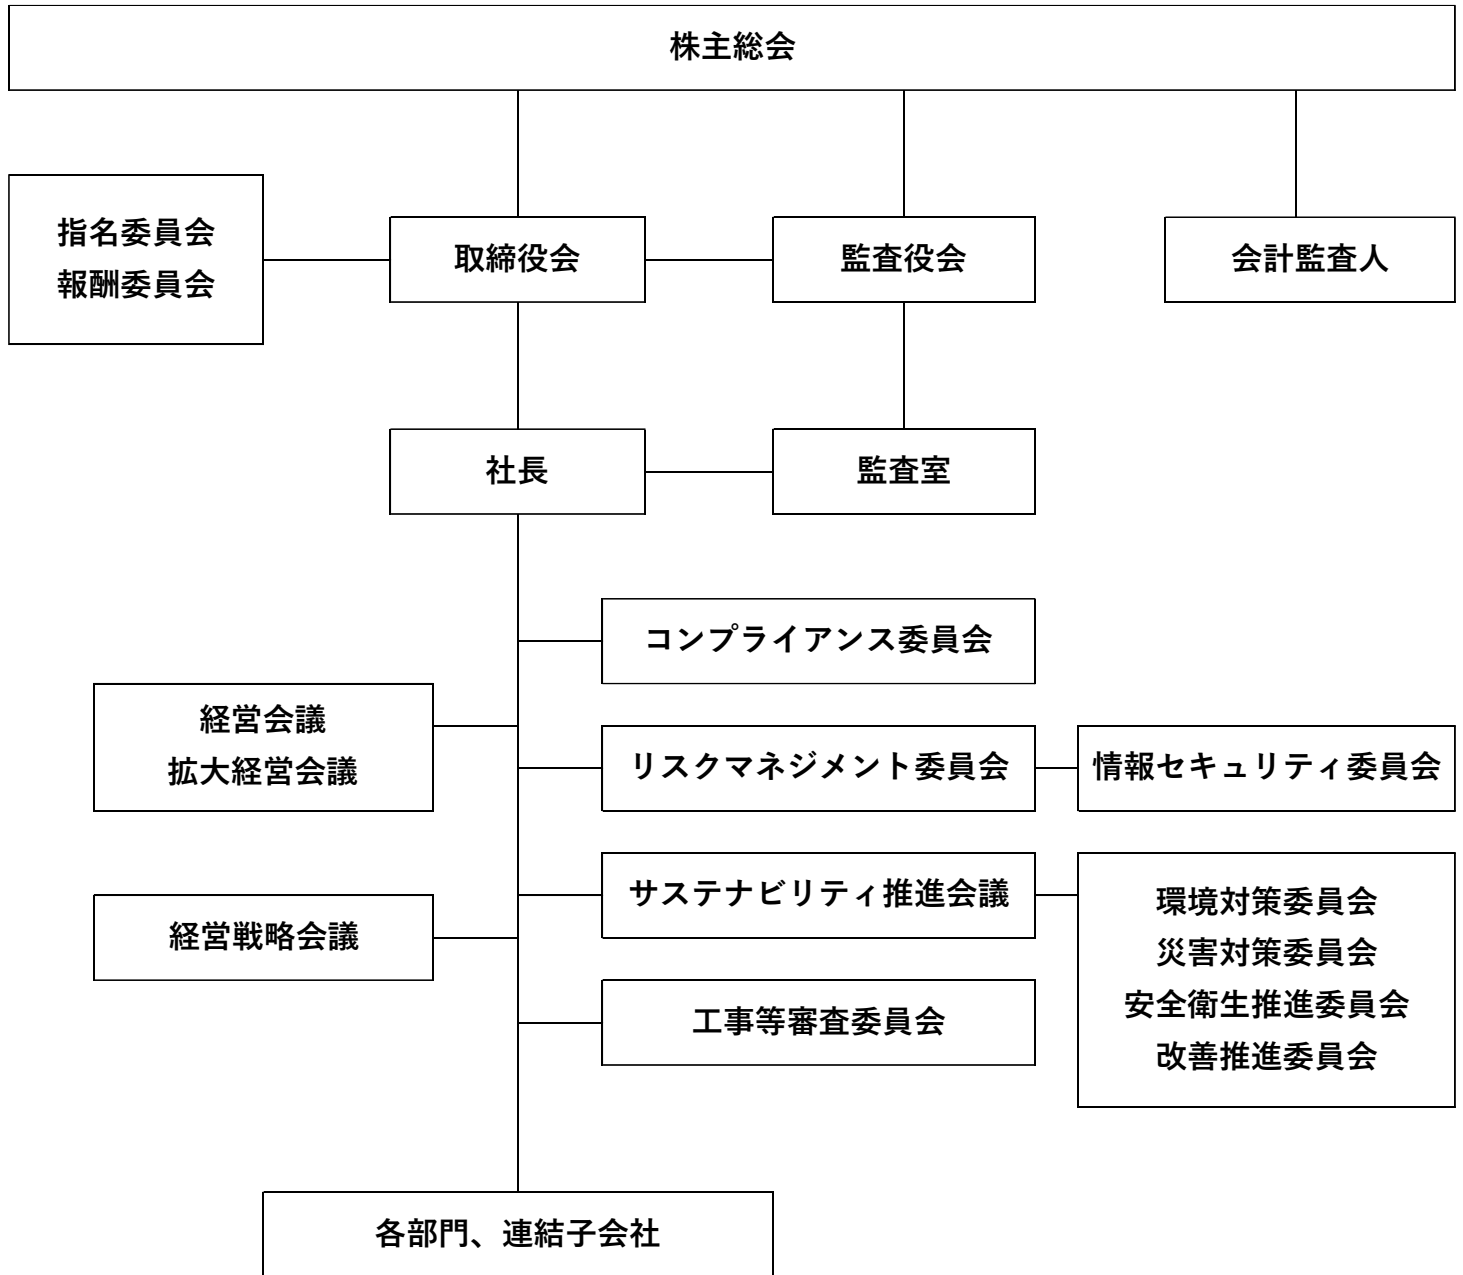 株主総会
指名委員会
報酬委員会
取締役会
監査役会
会計監査人
社長
監査室
コンプライアンス委員会
経営会議
拡大経営会議
リスクマネジメント委員会
情報セキュリティ委員会
サステナビリティ推進会議
環境対策委員会
災害対策委員会
安全衛生推進委員会
改善推進委員会
経営戦略会議
工事等審査委員会
各部門、連結子会社